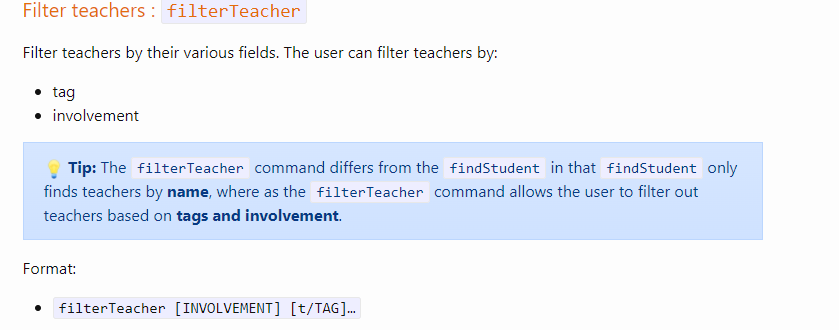 Filter teachers : filterTeacher
Filter teachers by their various fields. The user can filter teachers by:
• tag
• involvement
💡 Tip: The filterTeacher command differs from the findStudent in that findStudent only
finds teachers by name, where as the filterTeacher command allows the user to filter out
teachers based on tags and involvement.
Format:
• filterTeacher [INVOLVEMENT] [t/TAG]…